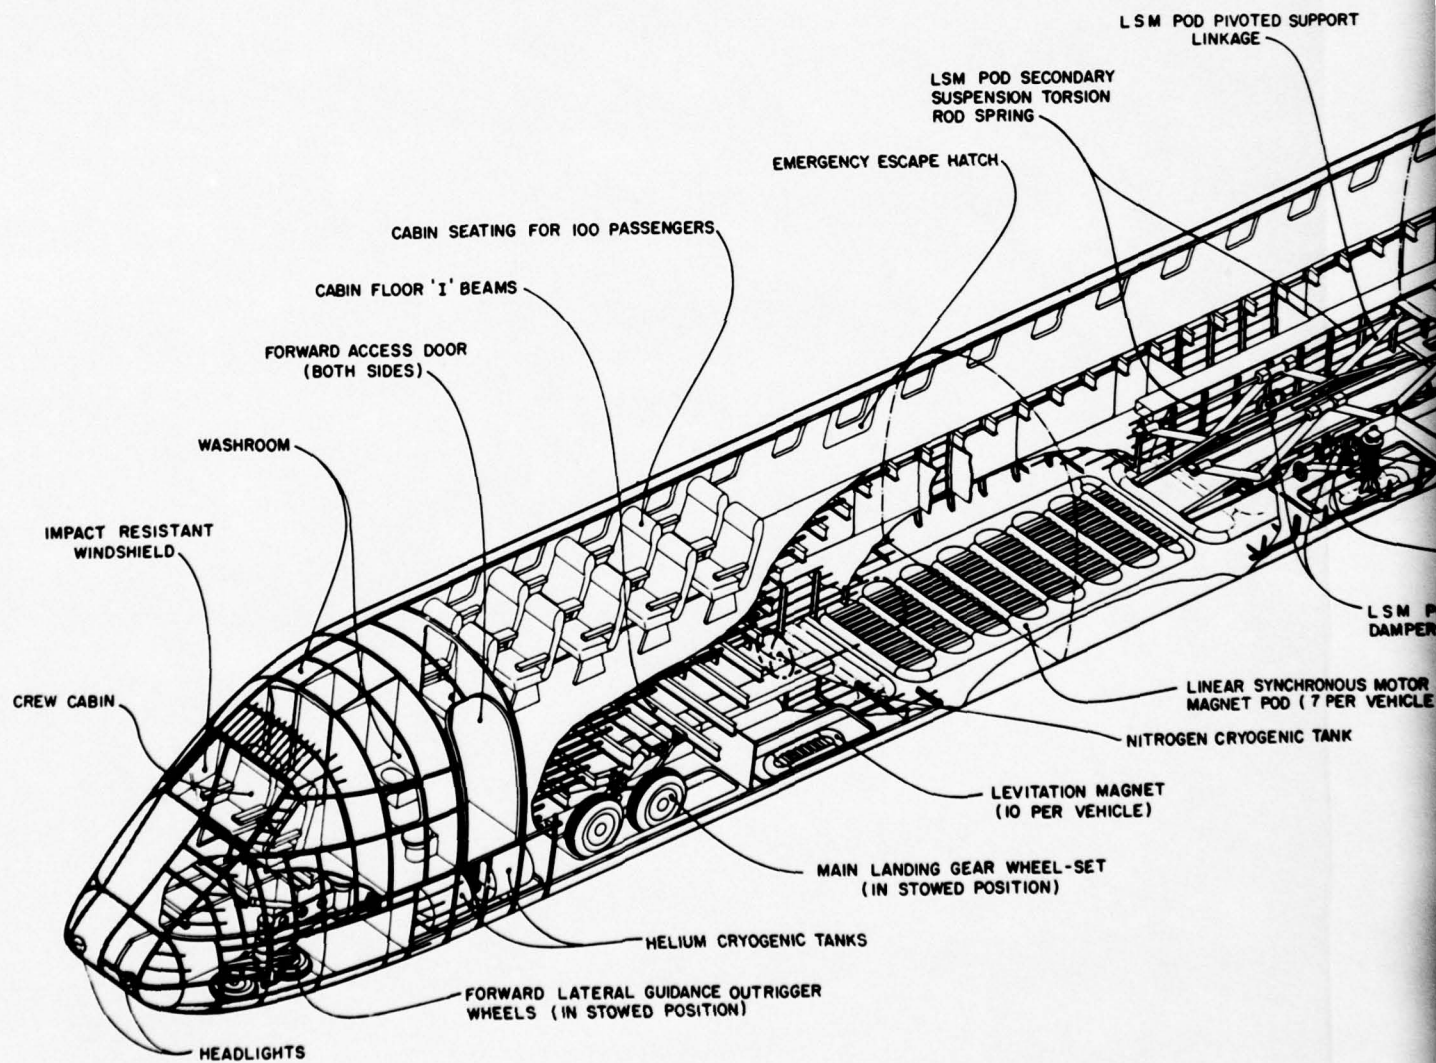 LSM POD PIVOTED SUPPORT
LINKAGE
LSM POD SECONDARY
SUSPENSION TORSION
ROD SPRING
EMERGENCY ESCAPE HATCH
CABIN SEATING FOR 100 PASSENGERS
CABIN FLOOR 'I' BEAMS
FORWARD ACCESS DOOR
(BOTH SIDES)
WASHROOM
IMPACT RESISTANT
WINDSHIELD
CREW CABIN
LSM P
DAMPER
LINEAR SYNCHRONOUS MOTOR
MAGNET POD (7 PER VEHICLE
NITROGEN CRYOGENIC TANK
LEVITATION MAGNET
(10 PER VEHICLE)
MAIN LANDING GEAR WHEEL-SET
(IN STOWED POSITION)
HELIUM CRYOGENIC TANKS
FORWARD LATERAL GUIDANCE OUTRIGGER
WHEELS (IN STOWED POSITION)
HEADLIGHTS